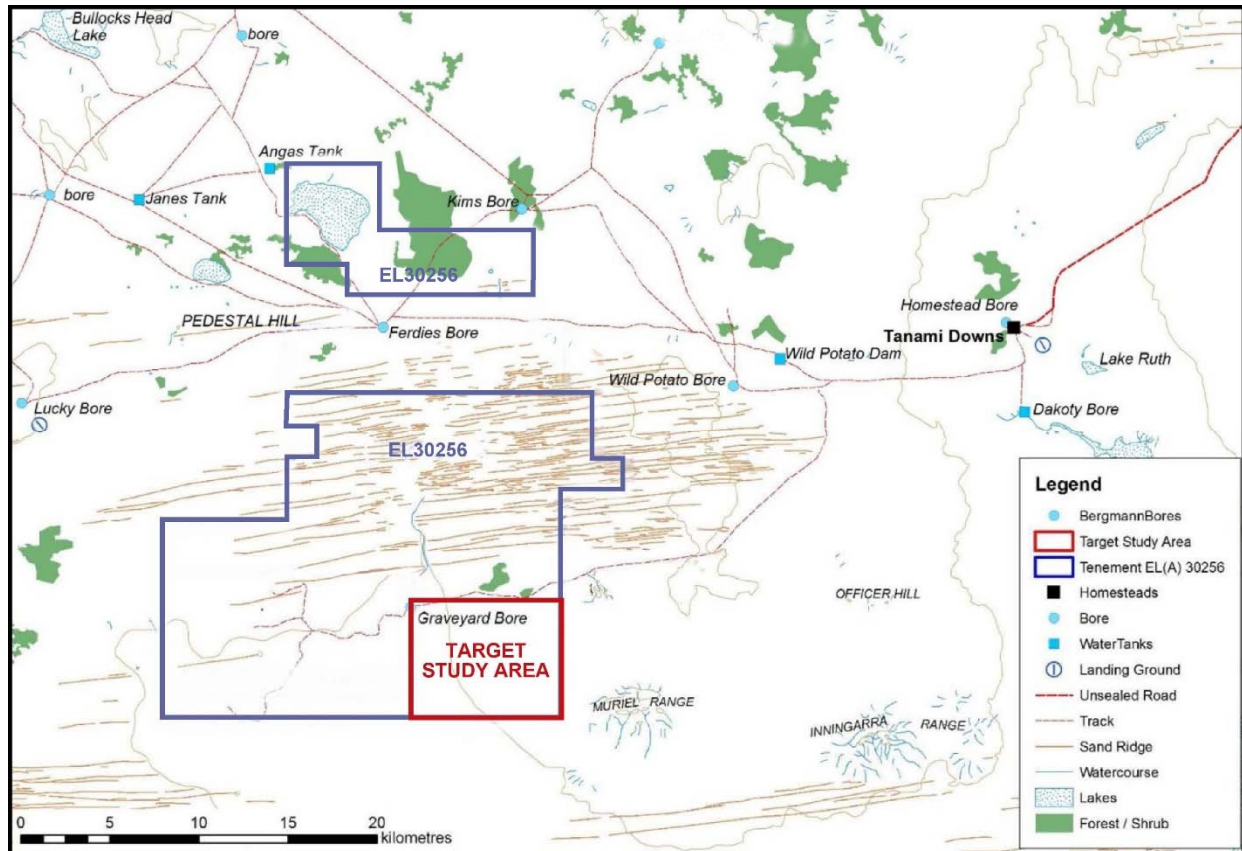 Bullocks Head
Lake
bore
Angas Tank
bore
Janes Tank
Kims Bore
EL30256
Homestead Bore
PEDESTAL HILL
Ferdies Bore
Tanami Downs
Wild Potato Dam
Lake Ruth
Wild Potato Bore
Lucky Bore
Dakoty Bore
EL30256
Legend
BergmannBores
Target Study Area
Tenement EL(A) 30256
Homesteads
Bore
WaterTanks
Landing Ground
Unsealed Road
Track
Sand Ridge
Watercourse
Lakes
Forest / Shrub
OFFICER HILL
Graveyard Bore
TARGET
STUDY AREA
MURIEL RANGE
INNINGARRA RANGE
0 5 10 15 20
kilometres